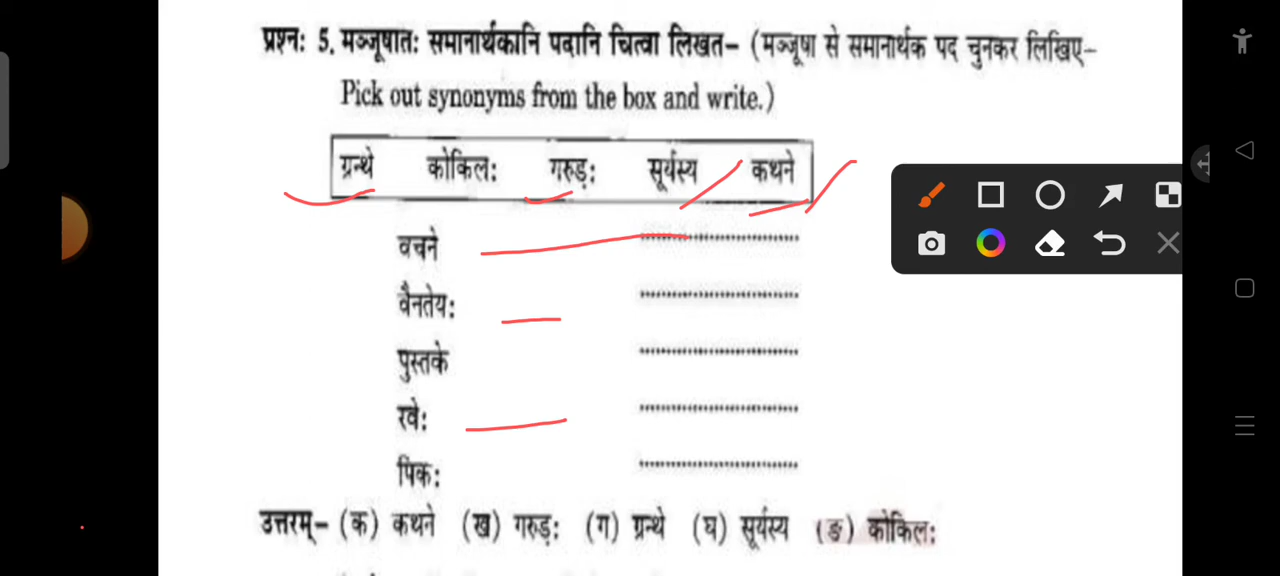 प्रश्नः 5. मञ्जूषातः समानार्थकानि पदानि चित्वा लिखत– (मञ्जूषा से समानार्थक पद चुनकर लिखिए–
Pick out synonyms from the box and write.)
ग्रन्थे कोकिलः गरुड़ः सूर्यस्य कथने
वचने ........................
वैनतेयः ........................
पुस्तके ........................
रवेः ........................
पिकः ........................
उत्तरम्– (क) कथने (ख) गरुड़ः (ग) ग्रन्थे (घ) सूर्यस्य (ङ) कोकिलः